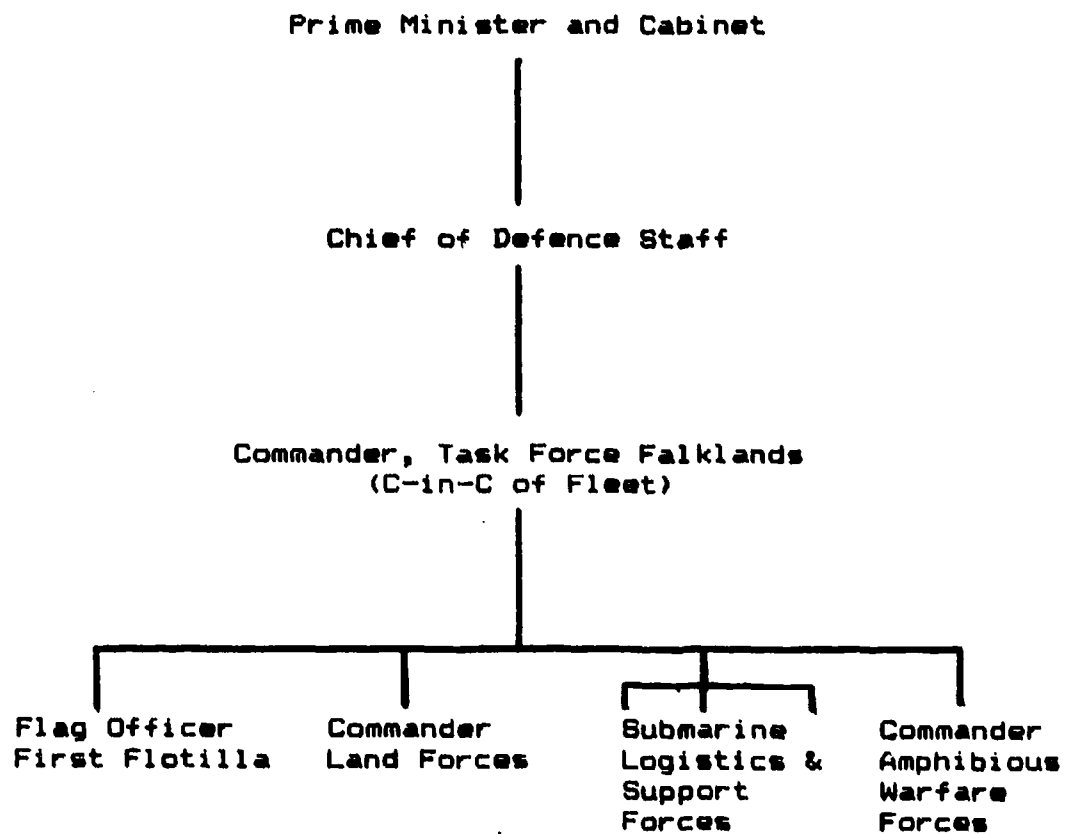 Prime Minister and Cabinet
Chief of Defence Staff
Commander, Task Force Falklands
(C-in-C of Fleet)
Flag Officer
First Flotilla
Commander
Land Forces
Submarine
Logistics &
Support
Forces
Commander
Amphibious
Warfare
Forces